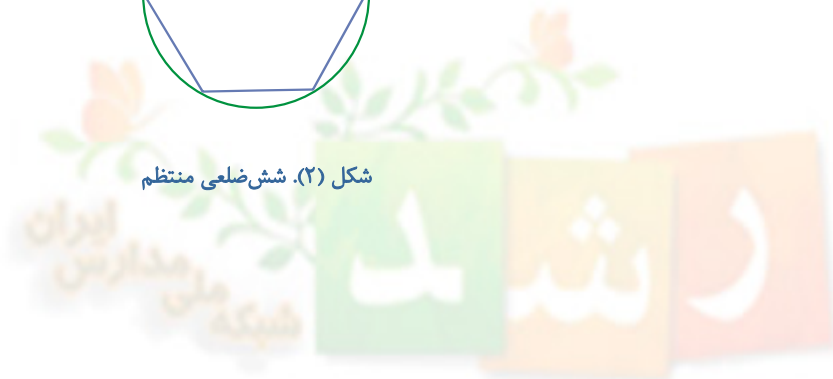 شکل (۲). شش‌ضلعی منتظم
رشد
شبکه
ملی
مدارس
ایران